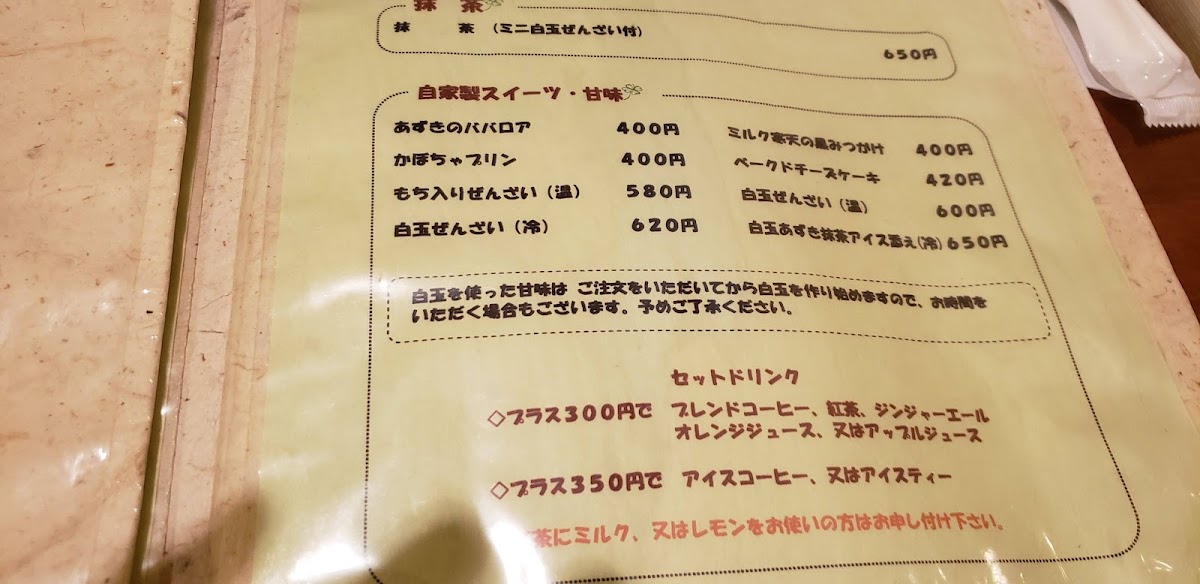 抹 茶
抹 茶 (ミニ白玉ぜんざい付)
650円
自家製スイーツ・甘味
あずきのババロア 400円
かぼちゃプリン 400円
もち入りぜんざい (温) 580円
白玉ぜんざい (冷) 620円
ミルク寒天の黒みつがけ 400円
ベークドチーズケーキ 420円
白玉ぜんざい (温) 600円
白玉あずき抹茶アイス添え(冷) 650円
白玉を使った甘味は ご注文をいただいてから白玉を作り始めますので、お時間を
いただく場合もございます。予めご了承ください。
セットドリンク
◇プラス300円で ブレンドコーヒー、紅茶、ジンジャーエール
オレンジジュース、又はアップルジュース
◇プラス350円で アイスコーヒー、又はアイスティー
茶にミルク、又はレモンをお使いの方はお申し付け下さい。